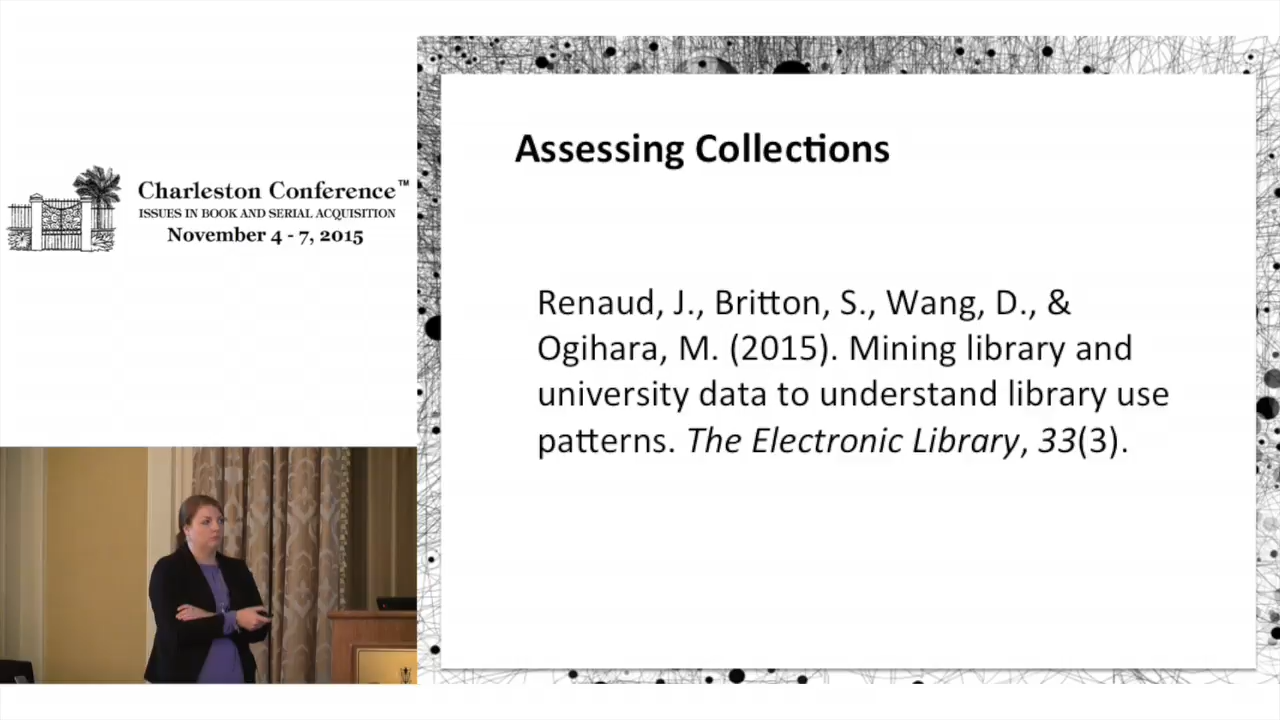 Charleston Conference™
ISSUES IN BOOK AND SERIAL ACQUISITION
November 4 - 7, 2015
Assessing Collections
Renaud, J., Britton, S., Wang, D., &
Ogihara, M. (2015). Mining library and
university data to understand library use
patterns. The Electronic Library, 33(3).